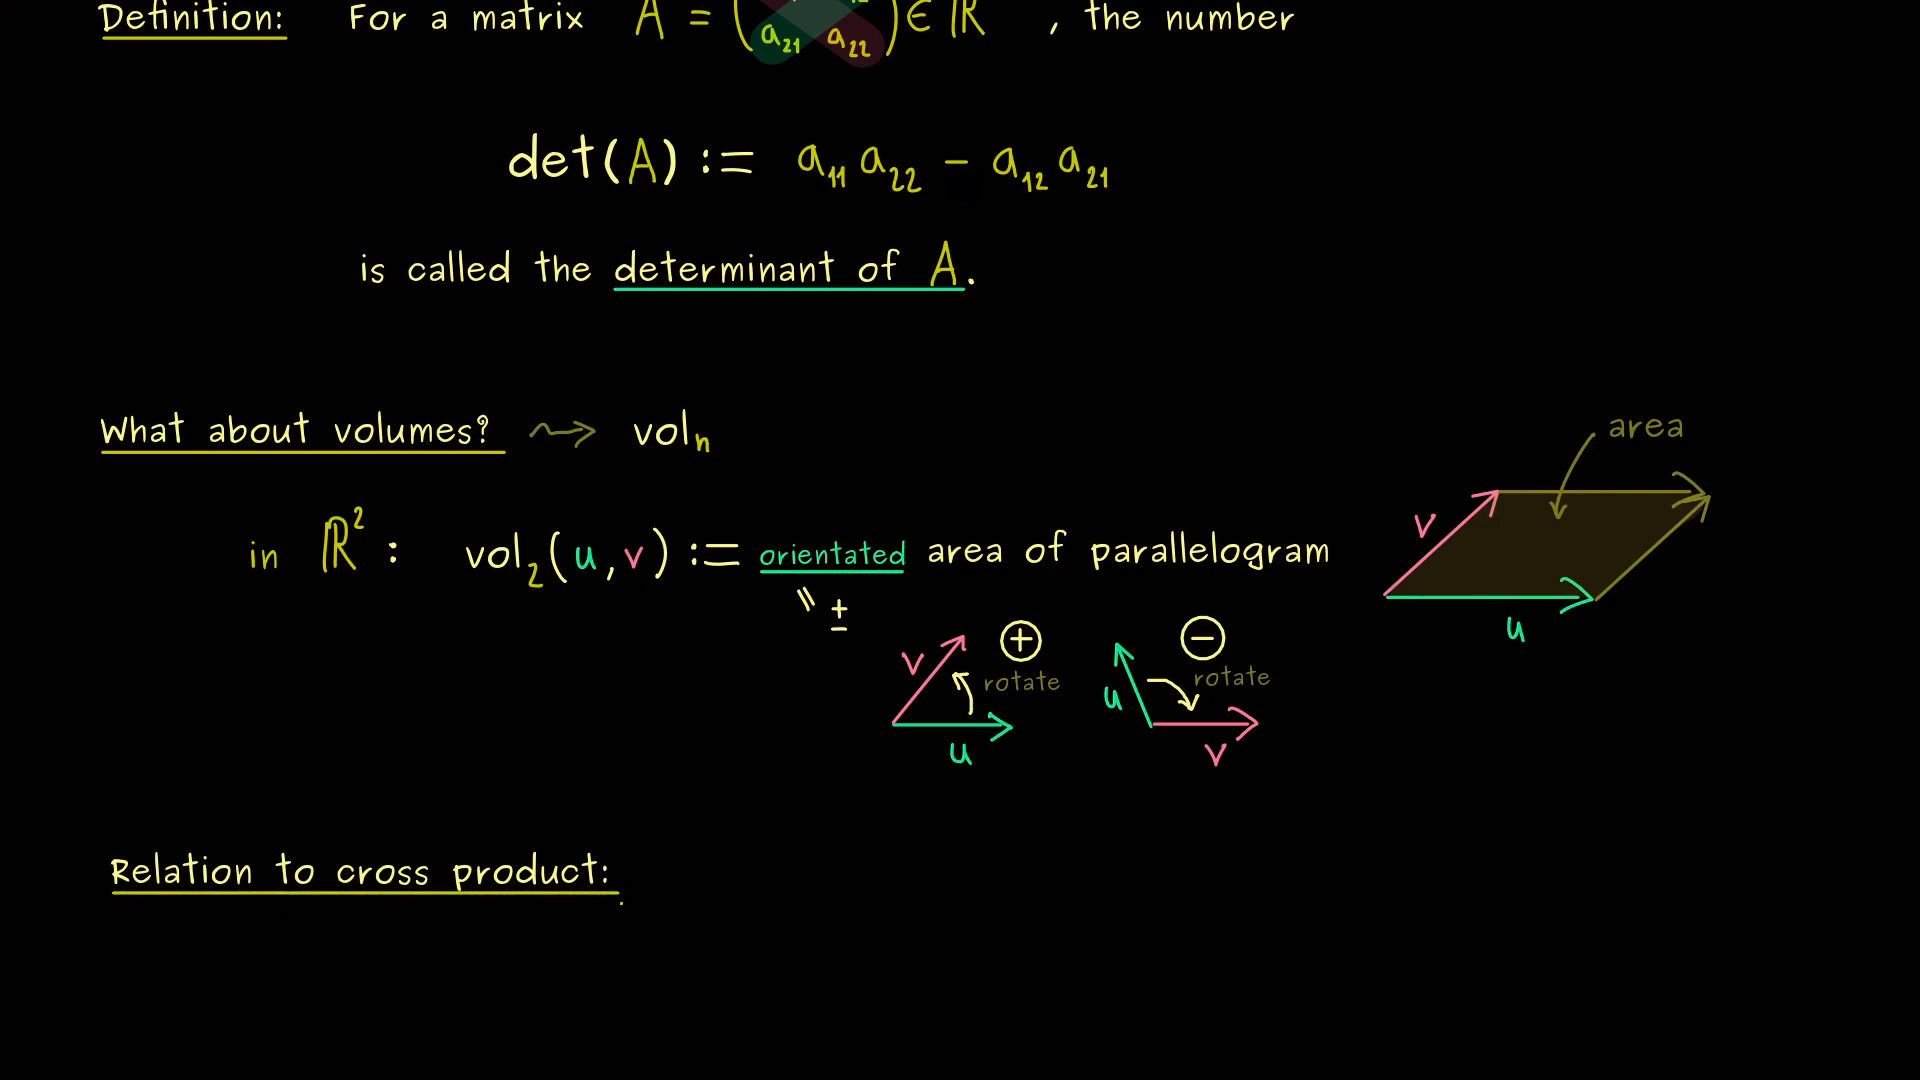 Definition: For a matrix A = ( a₂₁ a₂₂ ) ∈ ℝ , the number
det(A) := a₁₁ a₂₂ − a₁₂ a₂₁
is called the determinant of A.
What about volumes? ⇝ volₙ
area
in ℝ² : vol₂(u, v) := orientated area of parallelogram
v
u
±
v
+
rotate
u
u
−
rotate
v
Relation to cross product: